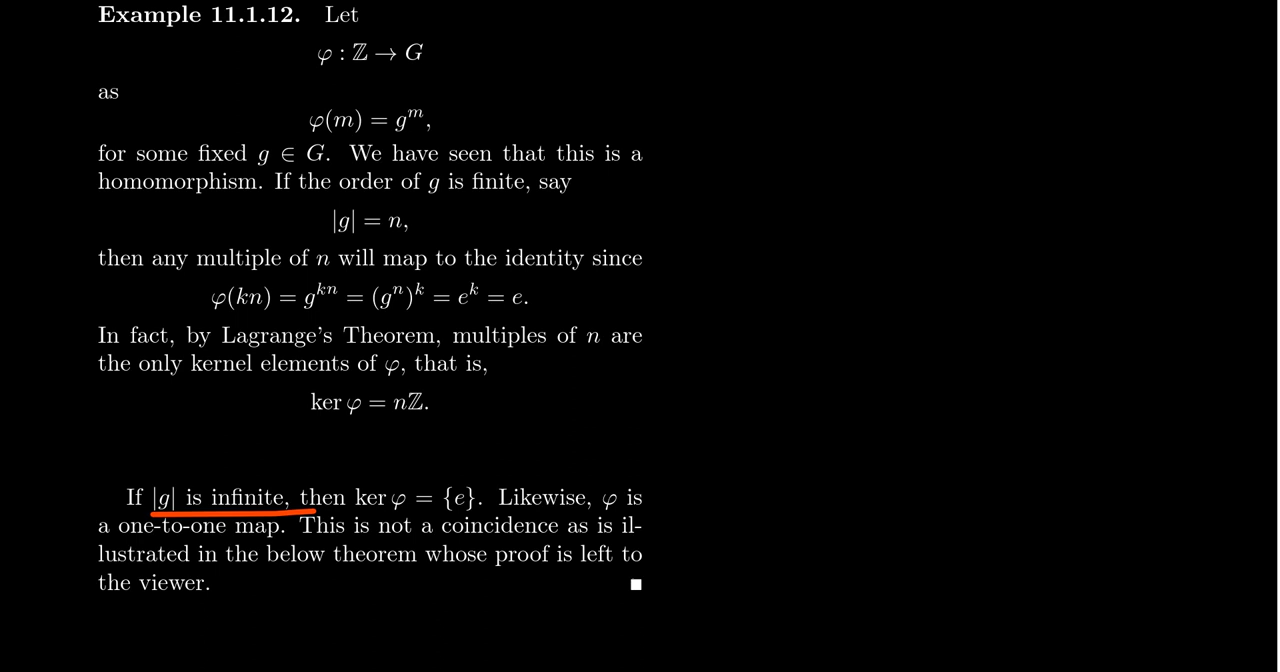 Example 11.1.12. Let
φ : ℤ → G
as
φ(m) = gᵐ,
for some fixed g ∈ G. We have seen that this is a
homomorphism. If the order of g is finite, say
|g| = n,
then any multiple of n will map to the identity since
φ(kn) = gᵏⁿ = (gⁿ)ᵏ = eᵏ = e.
In fact, by Lagrange's Theorem, multiples of n are
the only kernel elements of φ, that is,
ker φ = nℤ.
If |g| is infinite, then ker φ = {e}. Likewise, φ is
a one-to-one map. This is not a coincidence as is il-
lustrated in the below theorem whose proof is left to
the viewer. ■